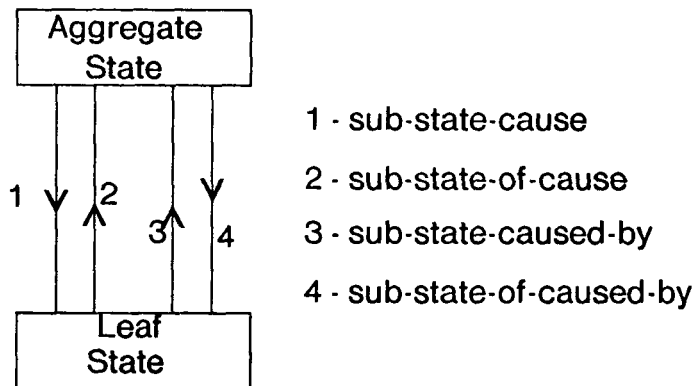 Aggregate
State
1 - sub-state-cause
1
2
2 - sub-state-of-cause
3
4
3 - sub-state-caused-by
4 - sub-state-of-caused-by
Leaf
State